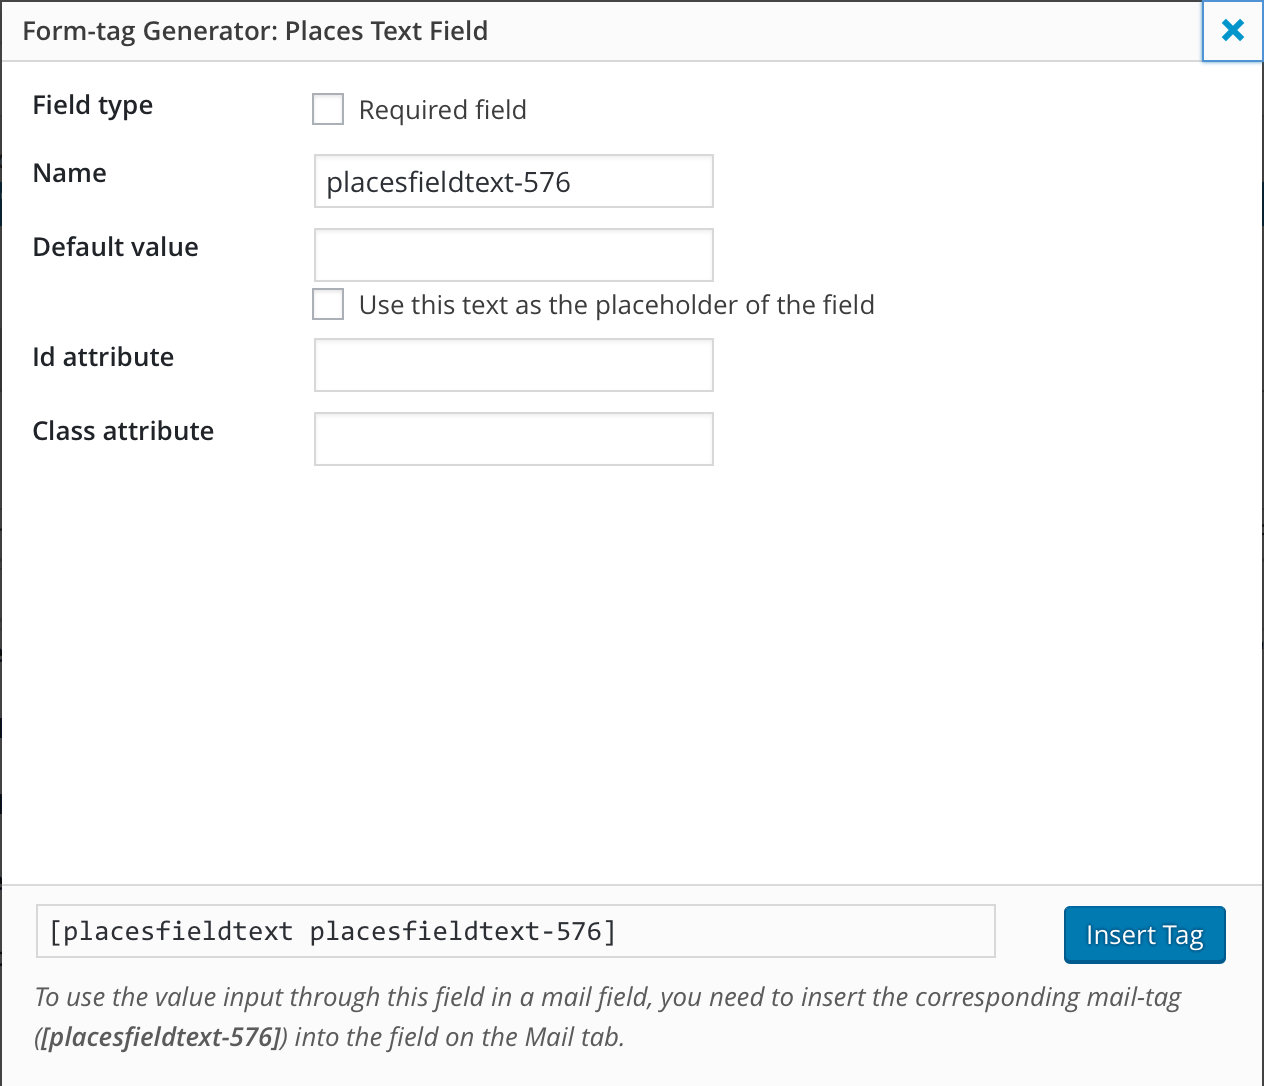 Form-tag Generator: Places Text Field
Field type
Required field
Name
placesfieldtext-576
Default value
Use this text as the placeholder of the field
Id attribute
Class attribute
[placesfieldtext placesfieldtext-576]
Insert Tag
To use the value input through this field in a mail field, you need to insert the corresponding mail-tag
([placesfieldtext-576]) into the field on the Mail tab.